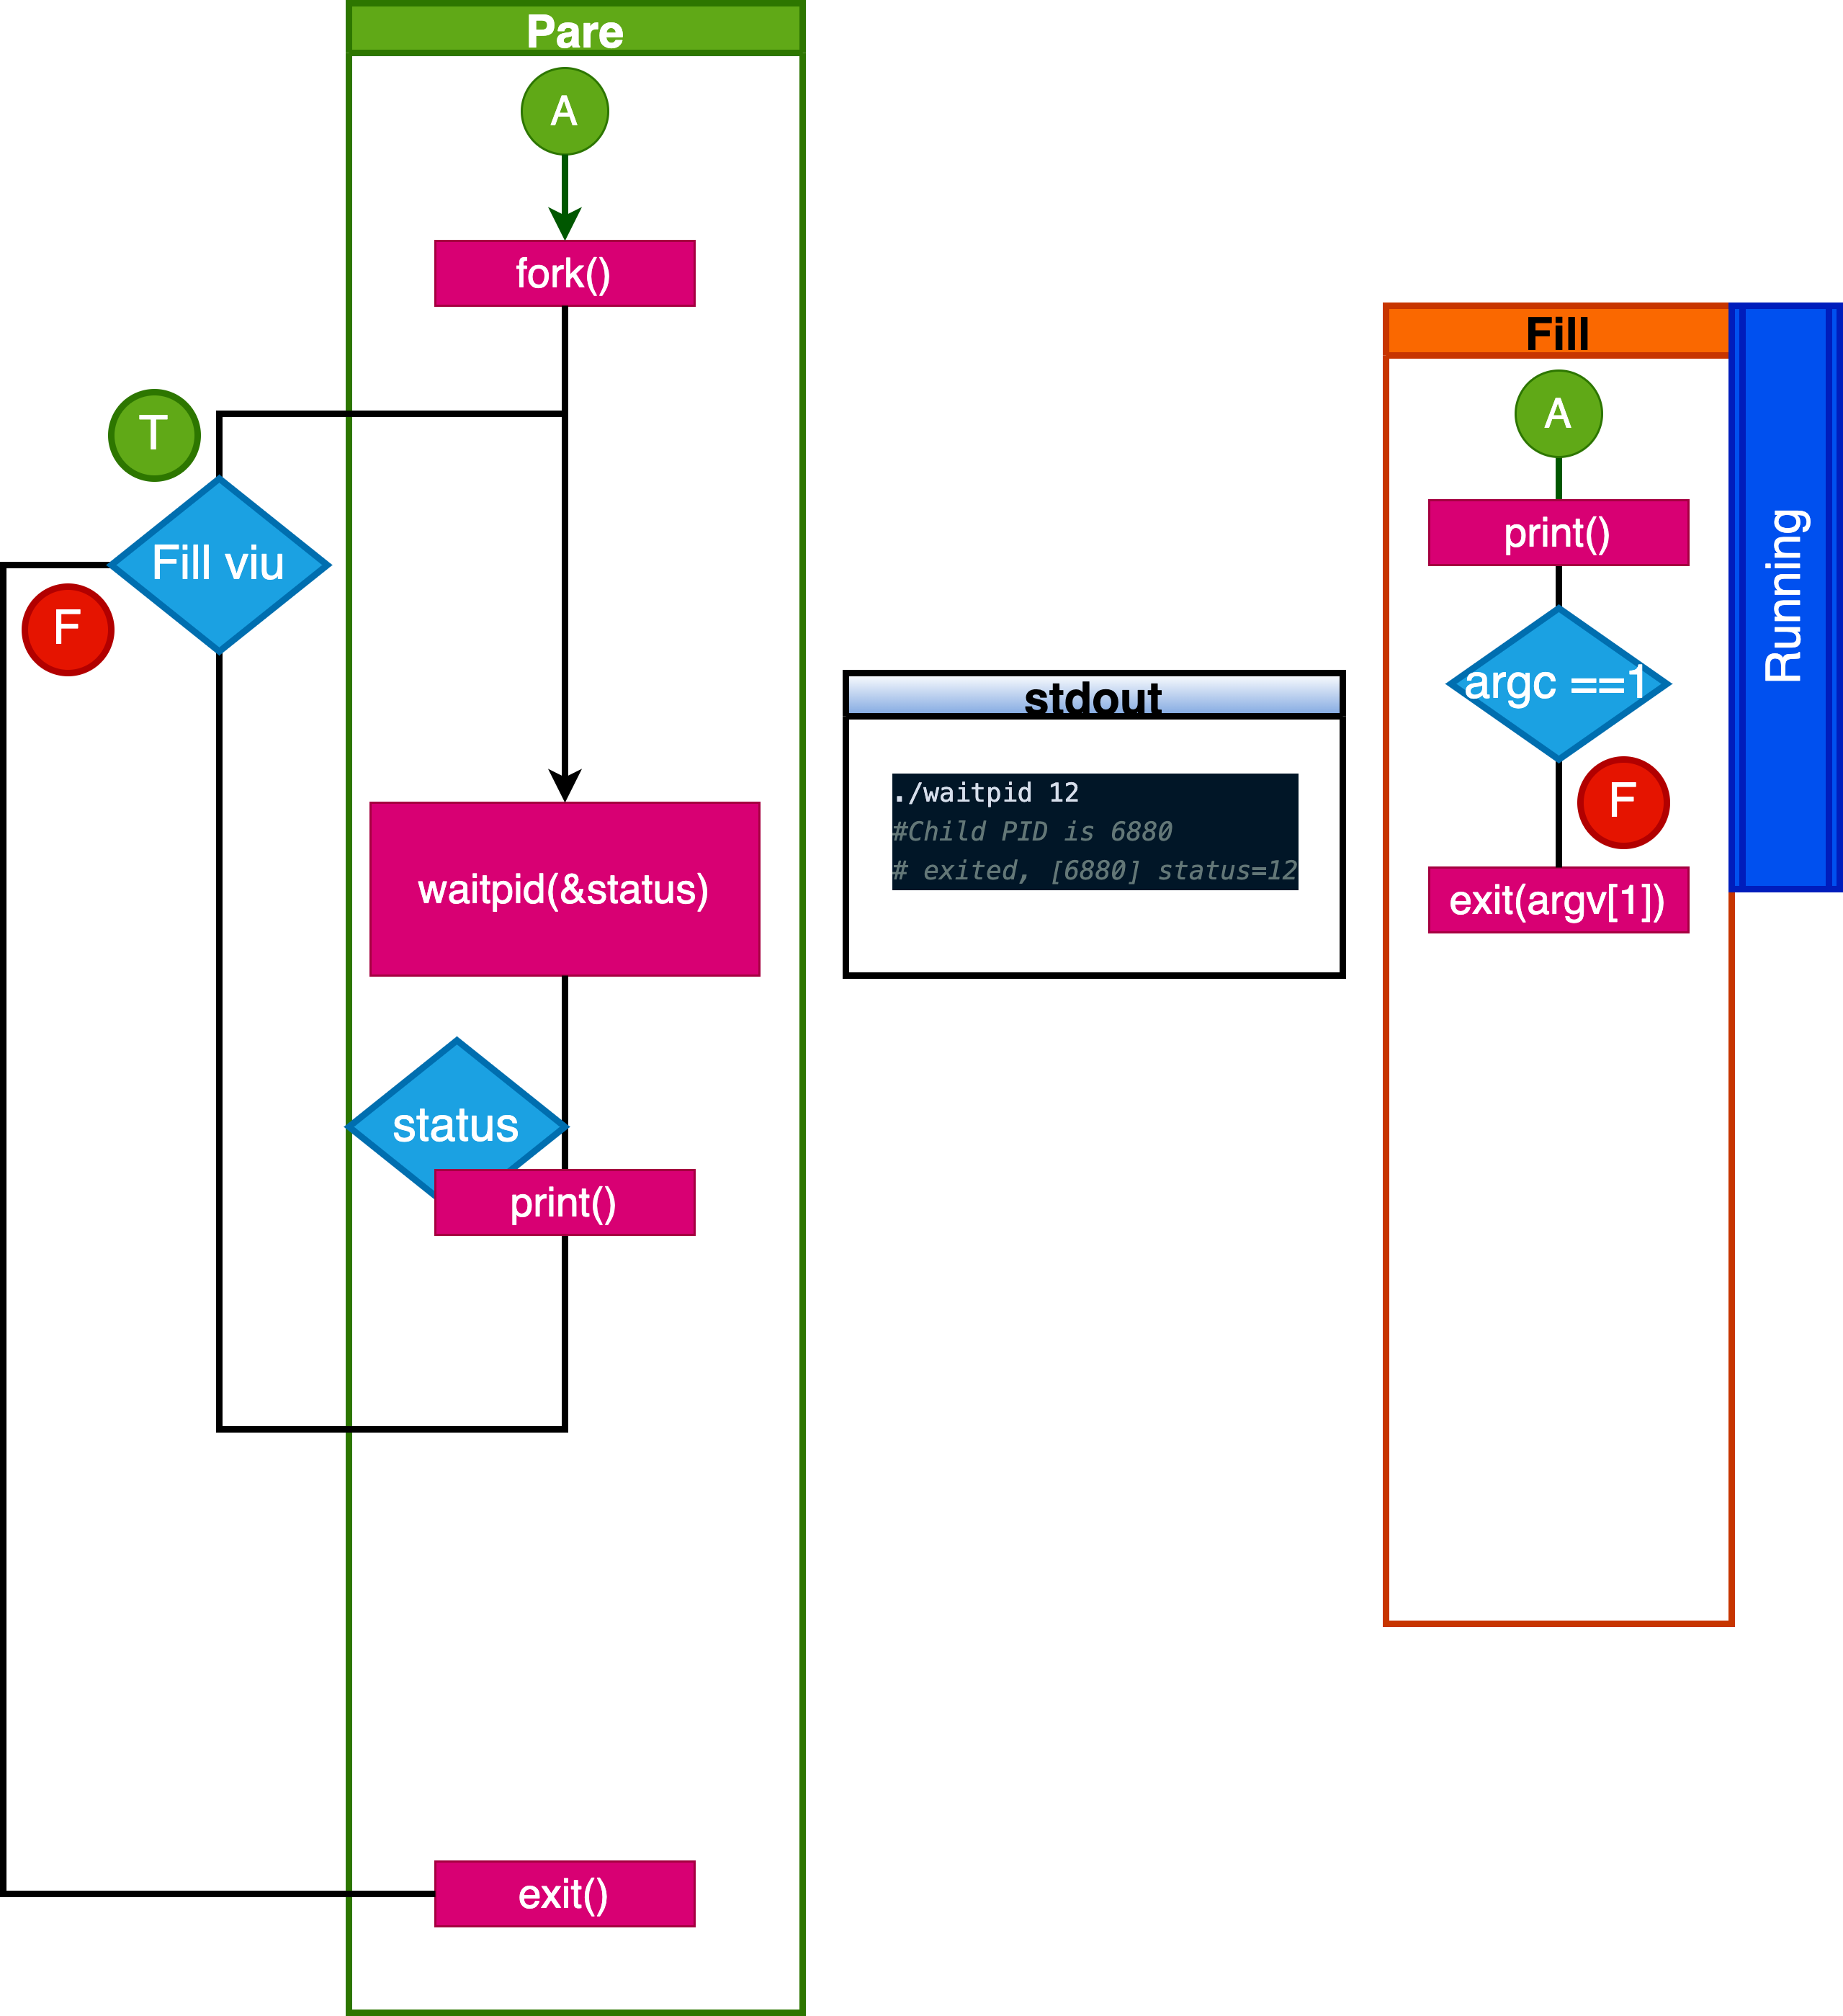 Pare
A
fork()
T
Fill viu
F
waitpid(&status)
status
print()
exit()
stdout
./waitpid 12
#Child PID is 6880
# exited, [6880] status=12
Fill
A
print()
argc ==1
F
exit(argv[1])
Running